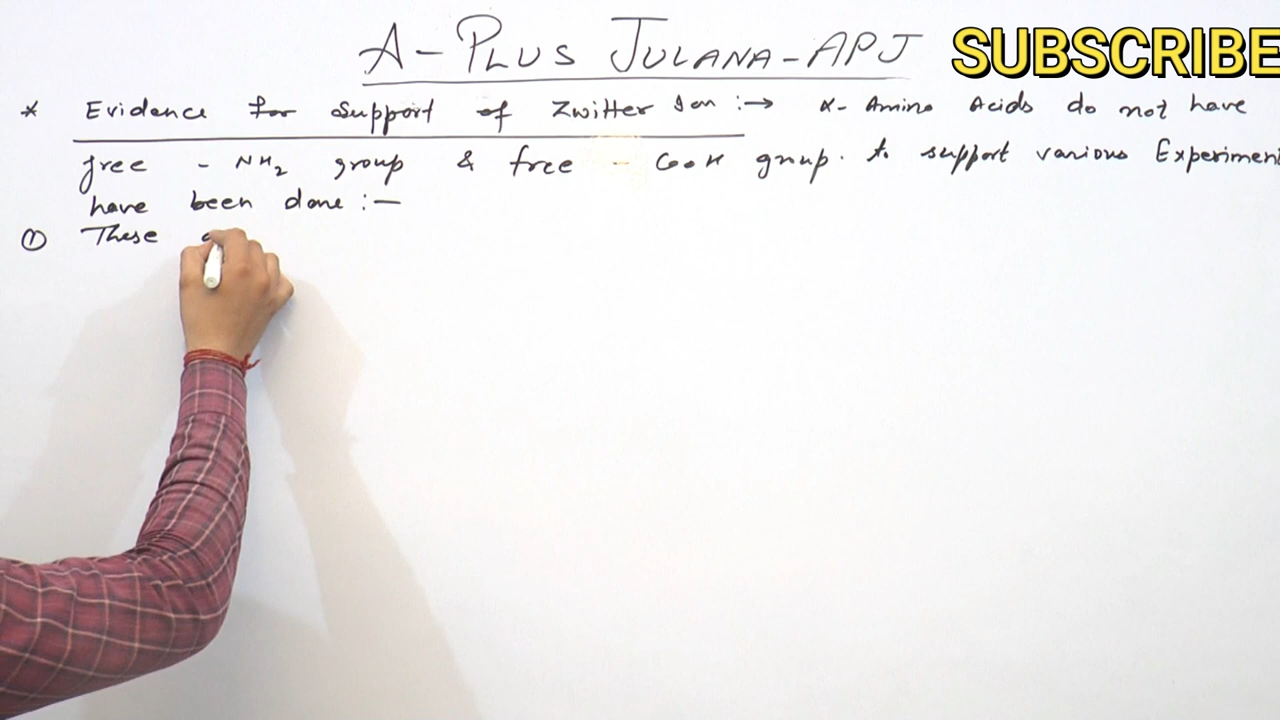 A-PLUS JULANA-APJ
SUBSCRIBE
* Evidence for support of Zwitter Ion :→ α- Amino Acids do not have
free - NH₂ group & free - COOH group. To support various Experimen
have been done :—
① These